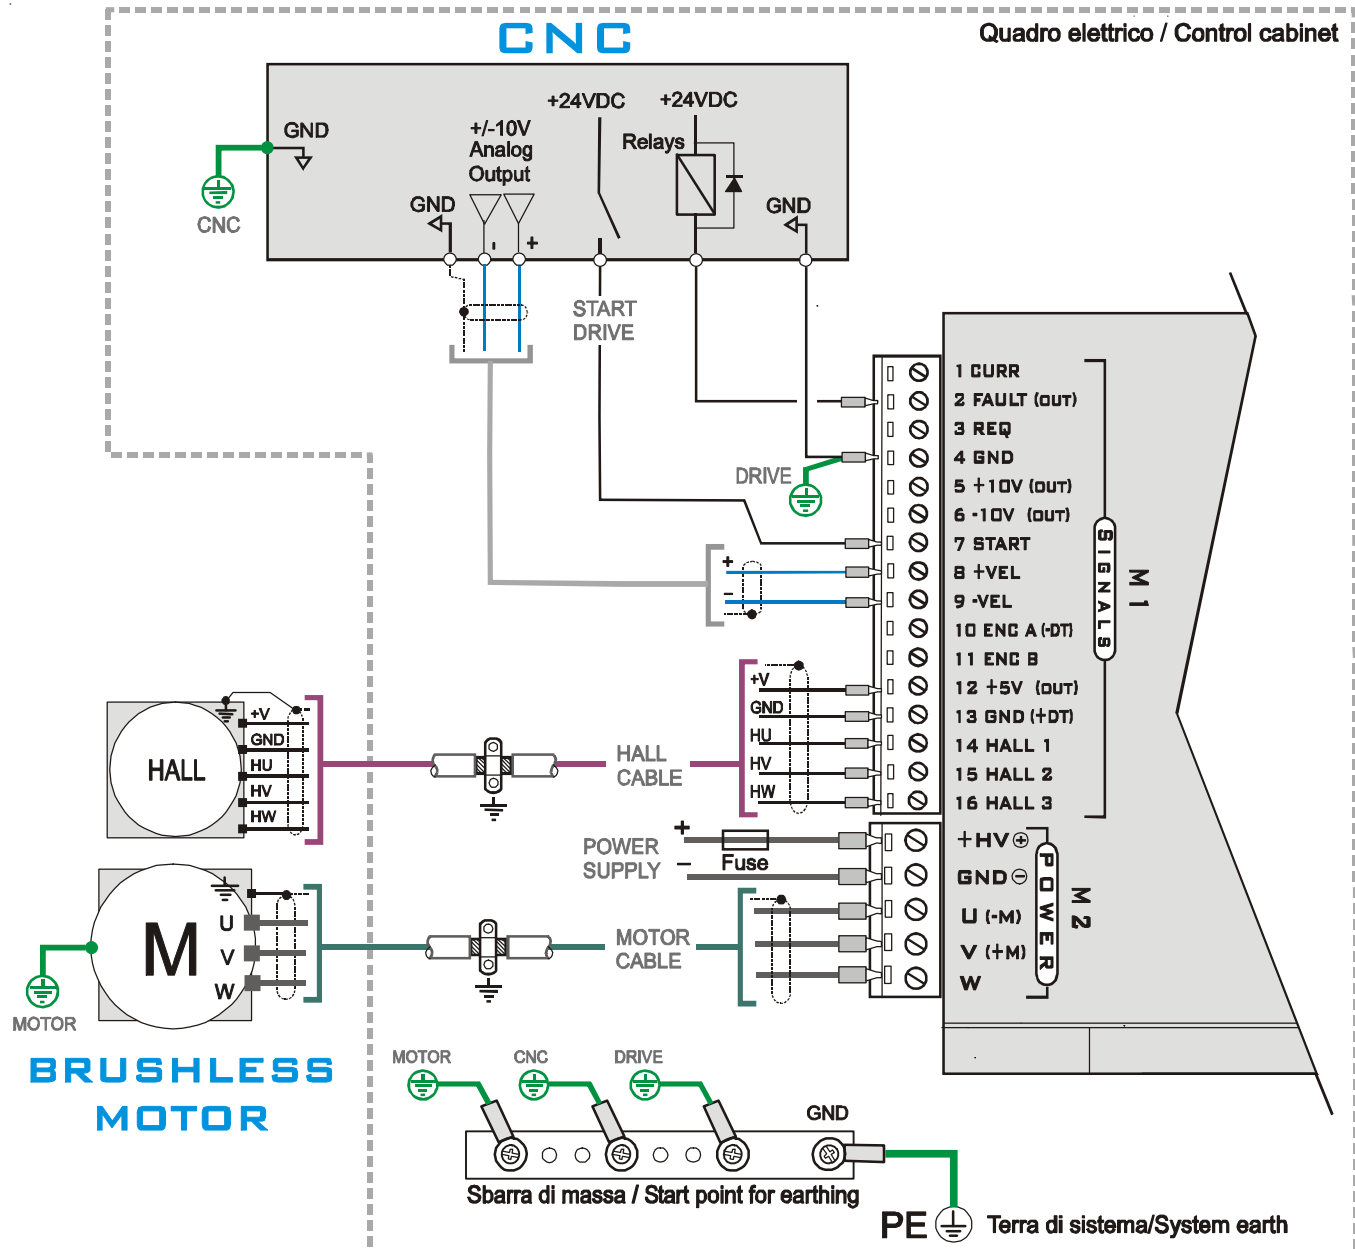 CNC
Quadro elettrico / Control cabinet
+24VDC
+24VDC
GND
+/-10V
Analog
Output
Relays
GND
GND
CNC
-
+
START
DRIVE
1 CURR
2 FAULT (OUT)
3 REQ
4 GND
5 +10V (OUT)
6 -10V (OUT)
7 START
8 +VEL
9 -VEL
10 ENC A (-DT)
11 ENC B
12 +5V (OUT)
13 GND (+DT)
14 HALL 1
15 HALL 2
16 HALL 3
SIGNALS
M 1
DRIVE
+
-
+V
GND
HU
HV
HW
HALL
+V
GND
HU
HV
HW
HALL
CABLE
POWER
SUPPLY
+
-
Fuse
+HV +
GND -
U (-M)
V (+M)
W
POWER
M 2
M
U
V
W
MOTOR
CABLE
MOTOR
BRUSHLESS
MOTOR
MOTOR
CNC
DRIVE
GND
Sbarra di massa / Start point for earthing
PE
Terra di sistema/System earth